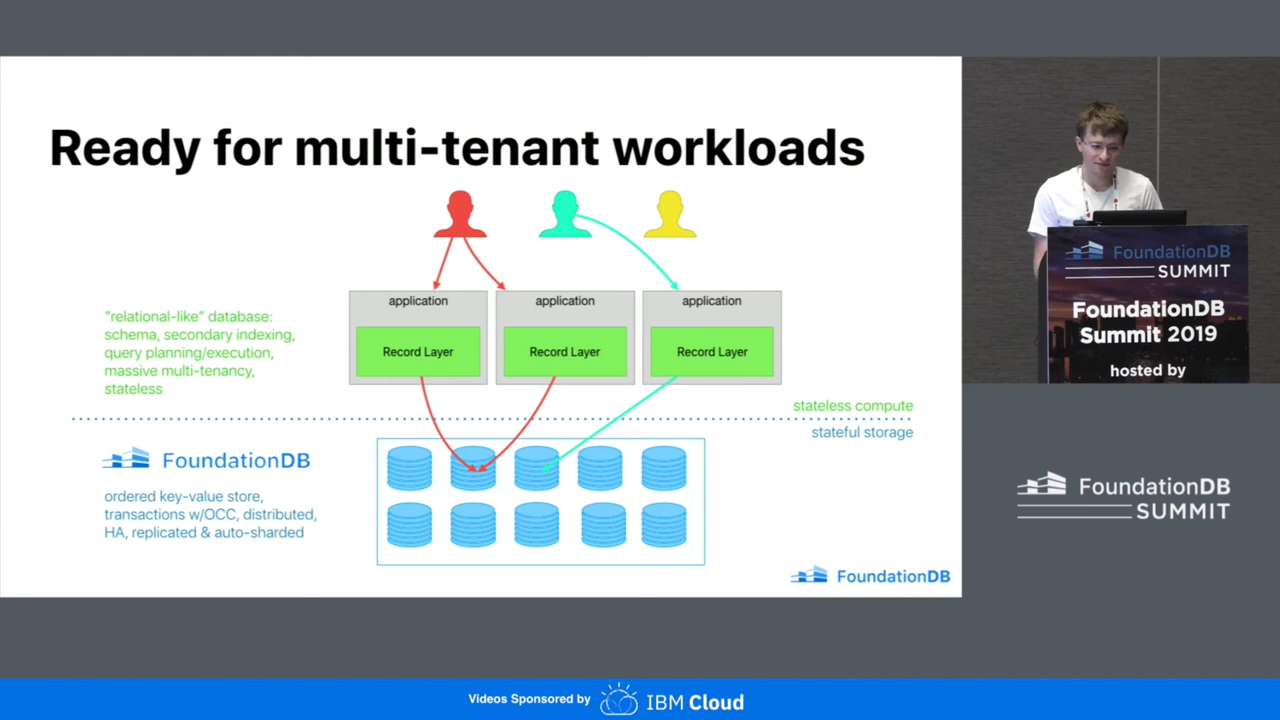 Ready for multi-tenant workloads
application
application
application
Record Layer
Record Layer
Record Layer
"relational-like" database:
schema, secondary indexing,
query planning/execution,
massive multi-tenancy,
stateless
stateless compute
stateful storage
FoundationDB
ordered key-value store,
transactions w/OCC, distributed,
HA, replicated & auto-sharded
FoundationDB
FoundationDB
SUMMIT
FoundationDB
Summit 2019
hosted by
FoundationDB
SUMMIT
Videos Sponsored by IBM Cloud